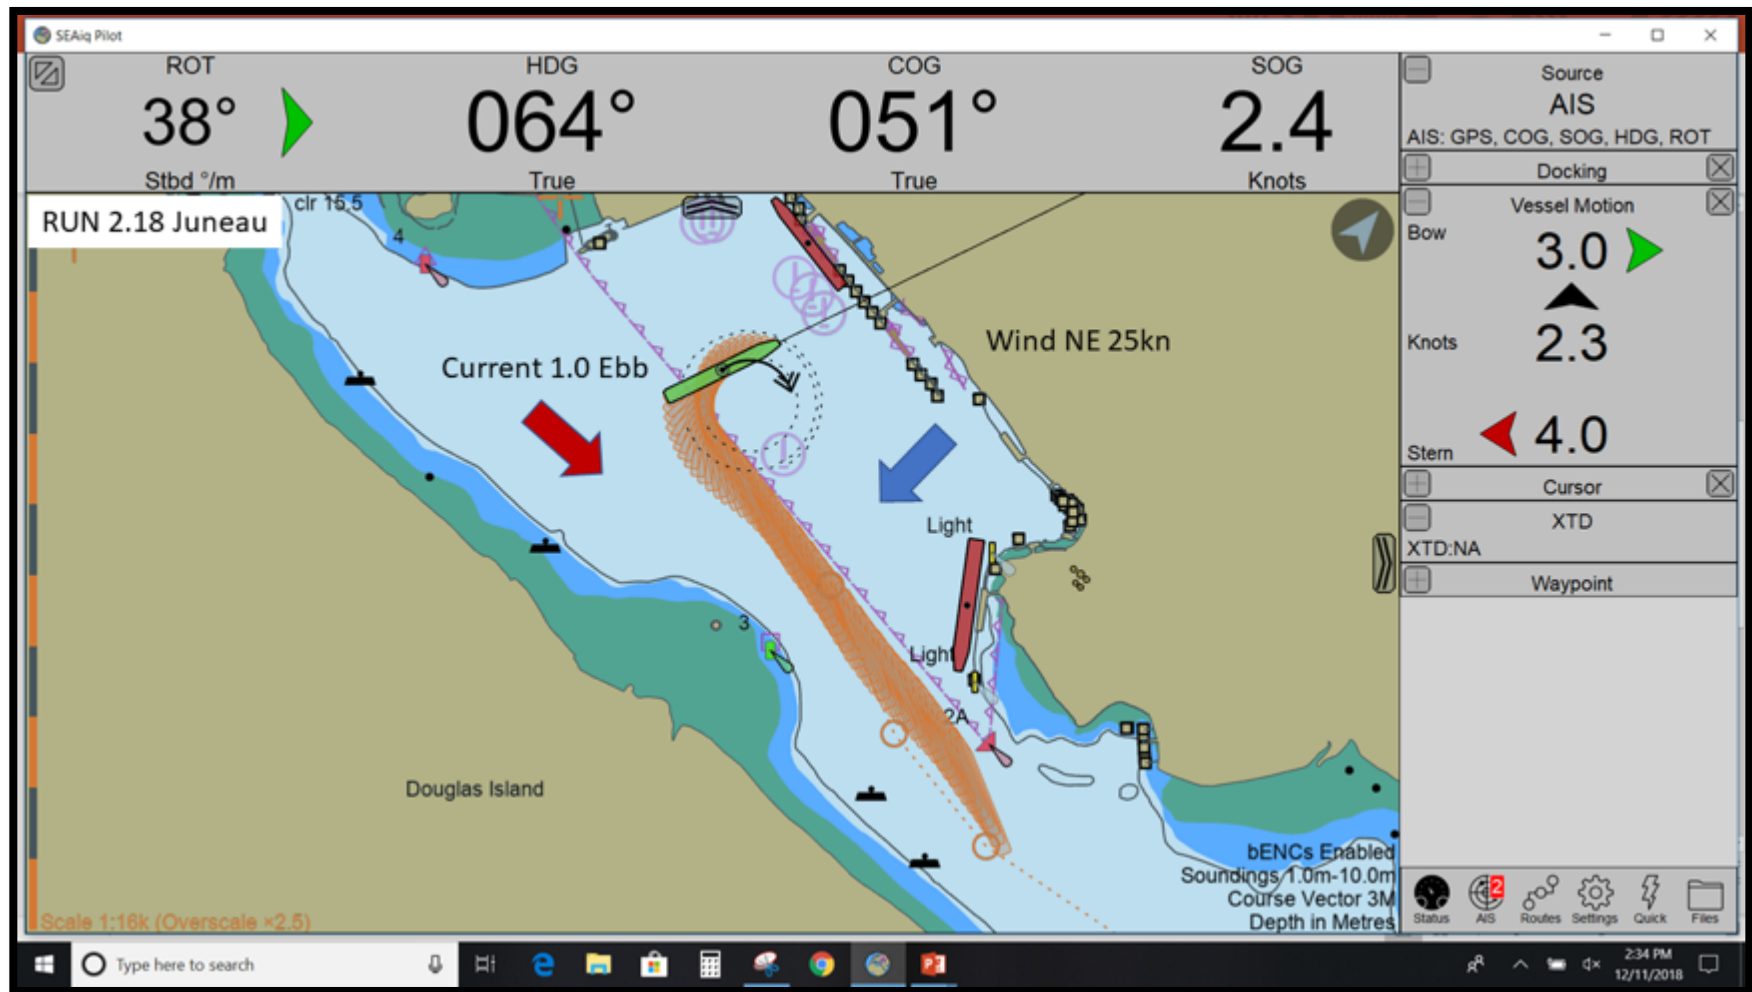 SEAiq Pilot
ROT
HDG
COG
SOG
38°
064°
051°
2.4
Stbd °/m
True
True
Knots
Source
AIS
AIS: GPS, COG, SOG, HDG, ROT
Docking
Vessel Motion
Bow
3.0
Knots
2.3
Stern
4.0
Cursor
XTD
XTD:NA
Waypoint
RUN 2.18 Juneau
clr 15.5
4
Current 1.0 Ebb
Wind NE 25kn
Light
3
Light
2A
Douglas Island
bENCs Enabled
Soundings 1.0m-10.0m
Course Vector 3M
Depth in Metres
Scale 1:16k (Overscale ×2.5)
2
Status
AIS
Routes
Settings
Quick
Files
Type here to search
2:34 PM
12/11/2018